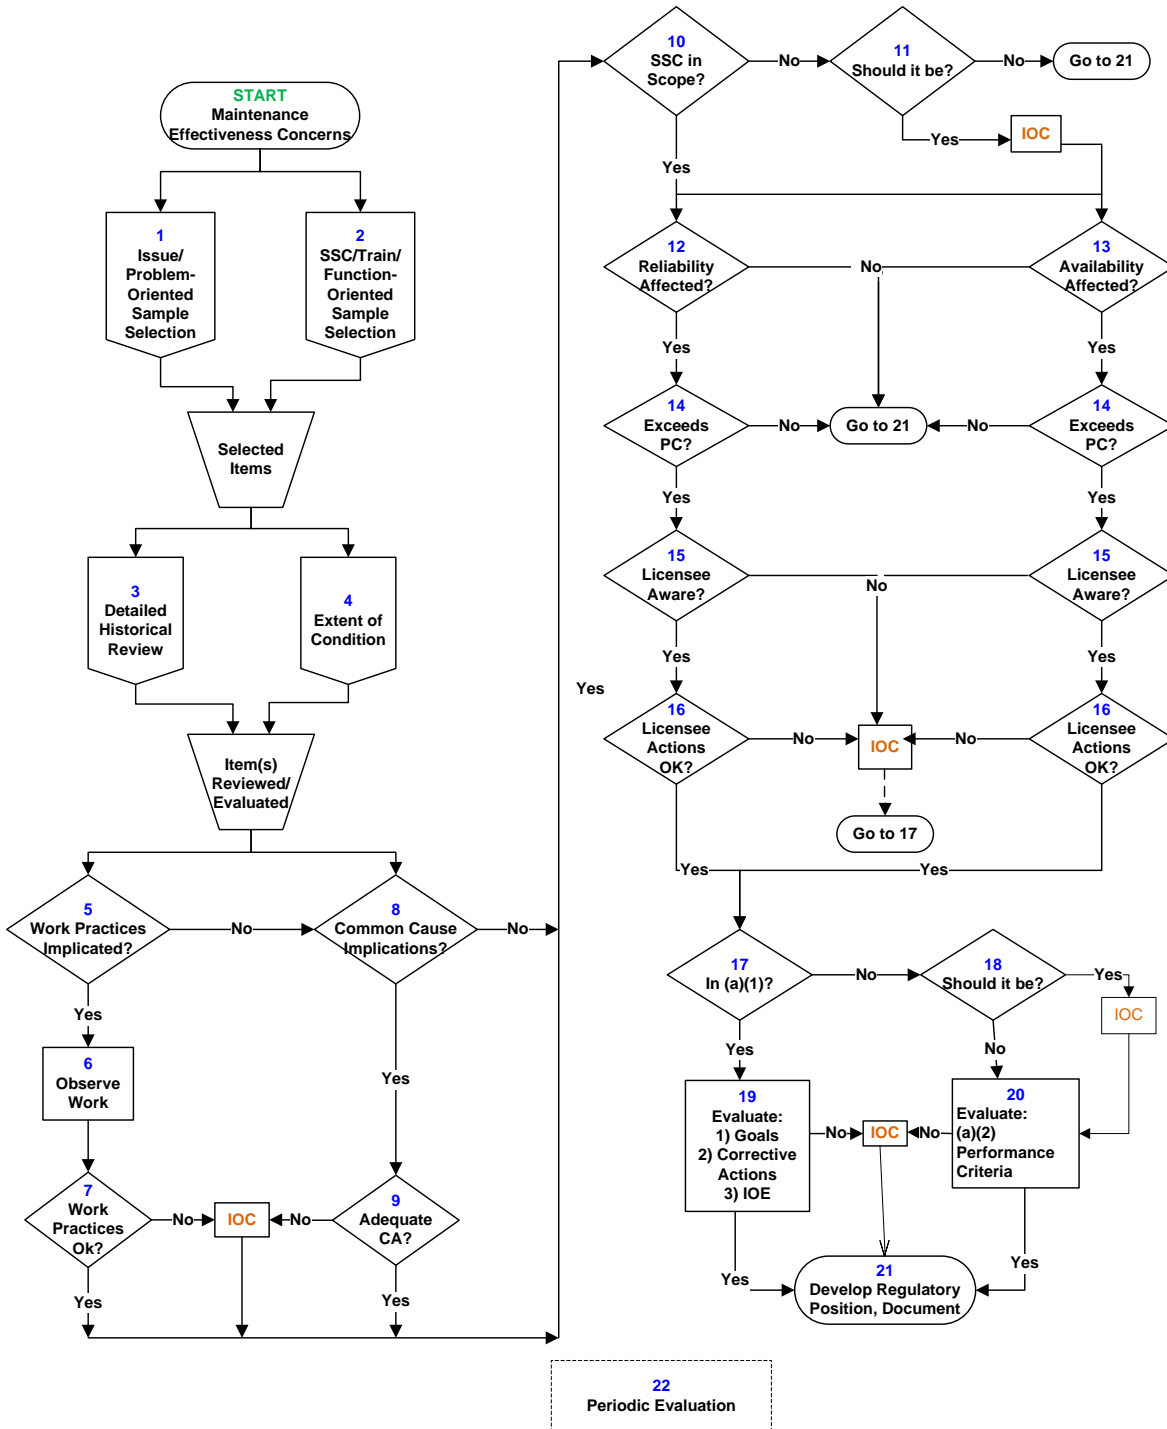 START
Maintenance
Effectiveness Concerns
1
Issue/
Problem-
Oriented
Sample
Selection
2
SSC/Train/
Function-
Oriented
Sample
Selection
Selected
Items
3
Detailed
Historical
Review
4
Extent of
Condition
Item(s)
Reviewed/
Evaluated
5
Work Practices
Implicated?
No
8
Common Cause
Implications?
No
Yes
Yes
6
Observe
Work
7
Work
Practices
Ok?
No
IOC
No
9
Adequate
CA?
Yes
Yes
10
SSC in
Scope?
No
11
Should it be?
No
Go to 21
Yes
Yes
IOC
12
Reliability
Affected?
No
13
Availability
Affected?
Yes
Yes
14
Exceeds
PC?
No
Go to 21
No
14
Exceeds
PC?
Yes
Yes
15
Licensee
Aware?
No
15
Licensee
Aware?
Yes
Yes
Yes
16
Licensee
Actions
OK?
No
IOC
No
16
Licensee
Actions
OK?
Go to 17
Yes
Yes
17
In (a)(1)?
No
18
Should it be?
Yes
IOC
Yes
No
19
Evaluate:
1) Goals
2) Corrective
Actions
3) IOE
No
IOC
No
20
Evaluate:
(a)(2)
Performance
Criteria
Yes
Yes
21
Develop Regulatory
Position, Document
22
Periodic Evaluation